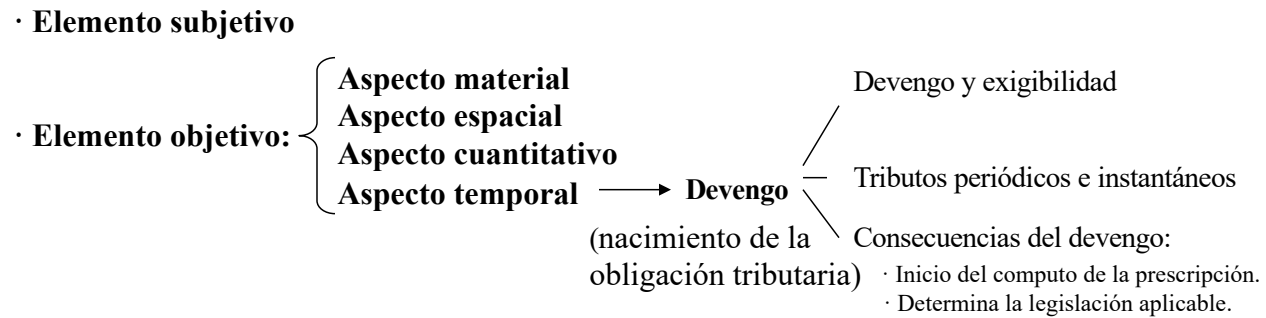 · Elemento subjetivo
· Elemento objetivo:
Aspecto material
Aspecto espacial
Aspecto cuantitativo
Aspecto temporal
Devengo
(nacimiento de la
obligación tributaria)
Devengo y exigibilidad
Tributos periódicos e instantáneos
Consecuencias del devengo:
· Inicio del computo de la prescripción.
· Determina la legislación aplicable.